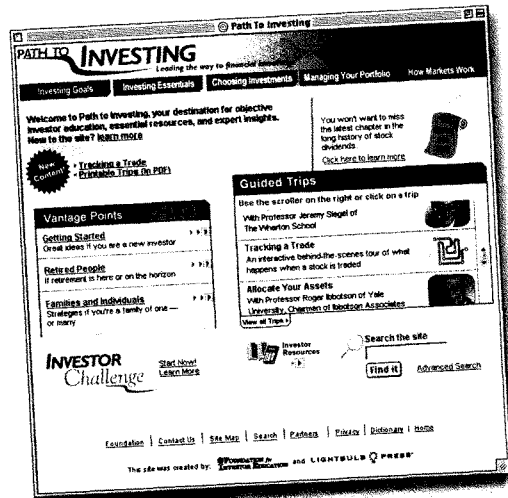 Path To Investing
PATH TO INVESTING
Leading the way to financial
Investing Goals
Investing Essentials
Choosing Investments
Managing Your Portfolio
How Markets Work
Welcome to Path to Investing, your destination for objective
investor education, essential resources, and expert insights.
New to the site? learn more
New
Content!
Tracking a Trade
Printable Trips (in PDF)
You won't want to miss
the latest chapter in the
long history of stock
dividends.
Click here to learn more
Vantage Points
Getting Started
Great ideas if you are a new investor
Retired People
If retirement is here or on the horizon
Families and Individuals
Strategies if you're a family of one —
or many
Guided Trips
Use the scroller on the right or click on a trip
With Professor Jeremy Siegel of
The Wharton School
Tracking a Trade
An interactive behind-the-scenes tour of what
happens when a stock is traded
Allocate Your Assets
With Professor Roger Ibbotson of Yale
University, Chairman of Ibbotson Associates
View all Trips
INVESTOR
Challenge
Start Now!
Learn More
Investor
Resources
Search the site
Find it
Advanced Search
Foundation | Contact Us | Site Map | Search | Partners | Privacy | Dictionary | Home
This site was created by: FOUNDATION for
INVESTOR EDUCATION and LIGHTBULB PRESS